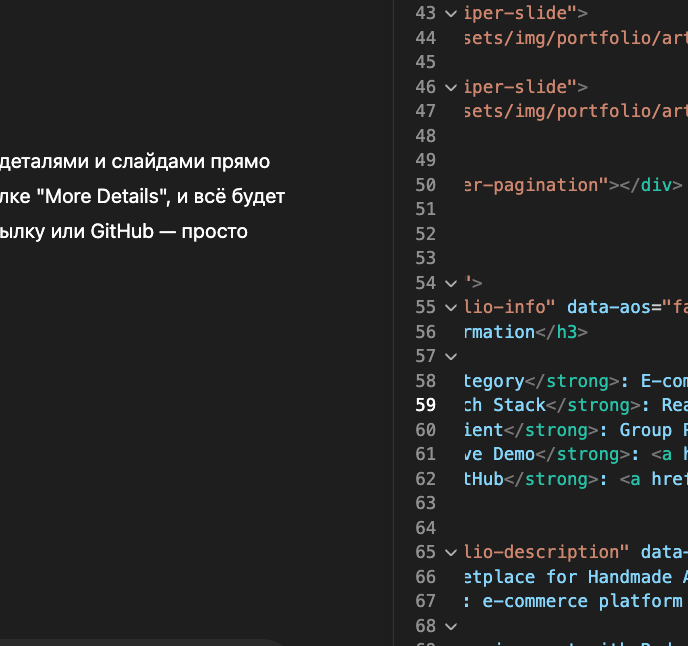 деталями и слайдами прямо
лке "More Details", и всё будет
ылку или GitHub — просто
43 iper-slide">
44 sets/img/portfolio/art
45
46 iper-slide">
47 sets/img/portfolio/art
48
49
50 er-pagination"></div>
51
52
53
54 ">
55 lio-info" data-aos="fa
56 rmation</h3>
57
58 tegory</strong>: E-com
59 ch Stack</strong>: Rea
60 ient</strong>: Group P
61 ve Demo</strong>: <a h
62 tHub</strong>: <a href
63
64
65 lio-description" data-
66 etplace for Handmade A
67 : e-commerce platform
68